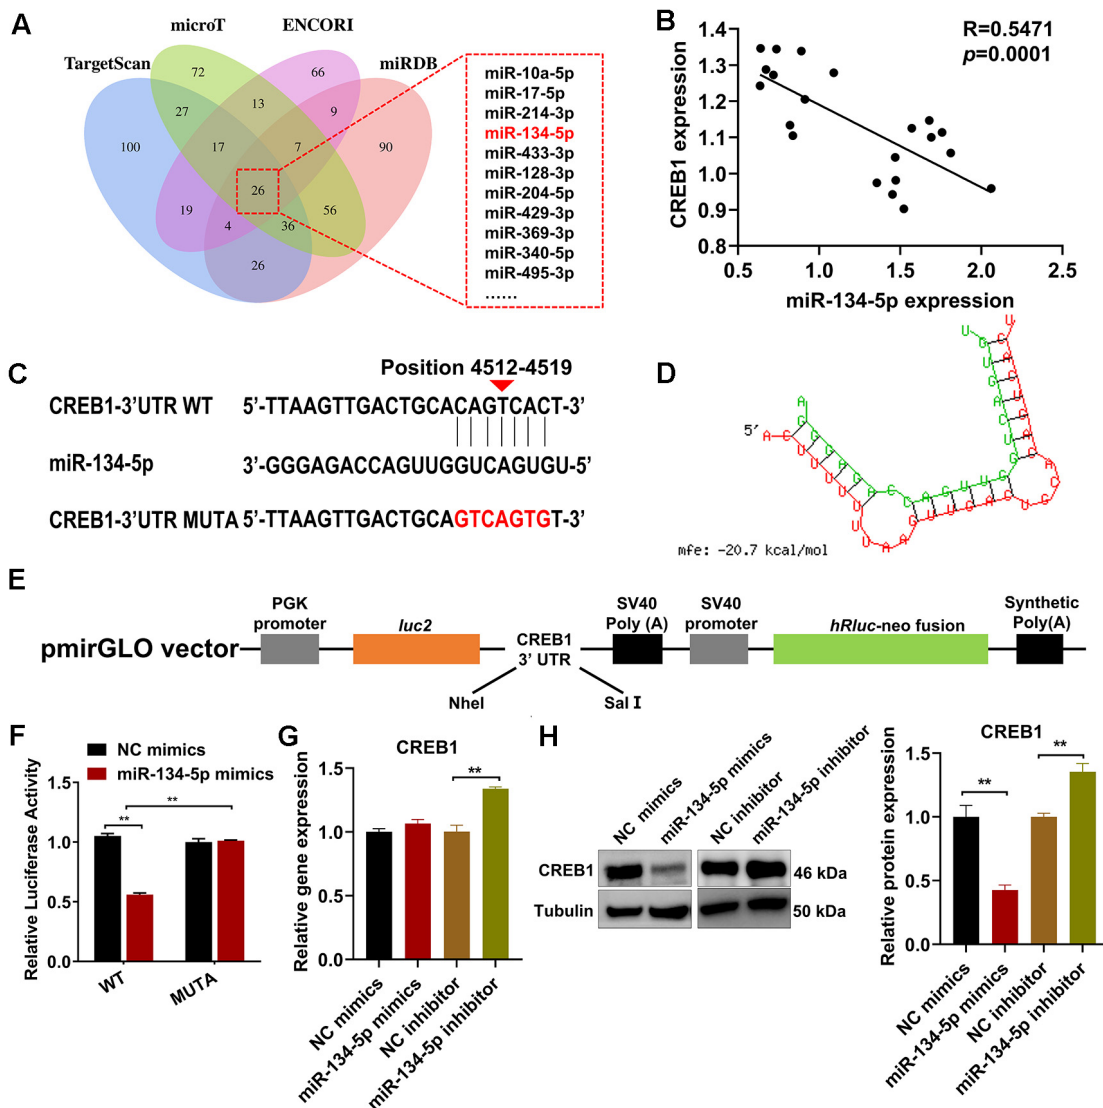 A
microT
ENCORI
TargetScan
miRDB
72
66
27
13
9
100
17
7
90
26
19
56
4
36
26
miR-10a-5p
miR-17-5p
miR-214-3p
miR-134-5p
miR-433-3p
miR-128-3p
miR-204-5p
miR-429-3p
miR-369-3p
miR-340-5p
miR-495-3p
......
B
R=0.5471
p=0.0001
CREB1 expression
1.4
1.3
1.2
1.1
1.0
0.9
0.8
0.5 1.0 1.5 2.0 2.5
miR-134-5p expression
C
Position 4512-4519
CREB1-3’UTR WT 5’-TTAAGTTGACTGCACAGTCACT-3’
miR-134-5p 3’-GGGAGACCAGUUGGUCAGUGU-5’
CREB1-3’UTR MUTA 5’-TTAAGTTGACTGCAGTCAGTGT-3’
D
5’
mfe: -20.7 kcal/mol
E
pmirGLO vector
PGK
promoter
luc2
CREB1
3’ UTR
NheI
Sal I
SV40
Poly (A)
SV40
promoter
hRluc-neo fusion
Synthetic
Poly(A)
F
NC mimics
miR-134-5p mimics
Relative Luciferase Activity
1.5
1.0
0.5
0.0
**
**
WT
MUTA
G
CREB1
Relative gene expression
1.5
1.0
0.5
0.0
**
NC mimics
miR-134-5p mimics
NC inhibitor
miR-134-5p inhibitor
H
NC mimics
miR-134-5p mimics
NC inhibitor
miR-134-5p inhibitor
CREB1
46 kDa
Tubulin
50 kDa
CREB1
Relative protein expression
1.5
1.0
0.5
0.0
**
**
NC mimics
miR-134-5p mimics
NC inhibitor
miR-134-5p inhibitor